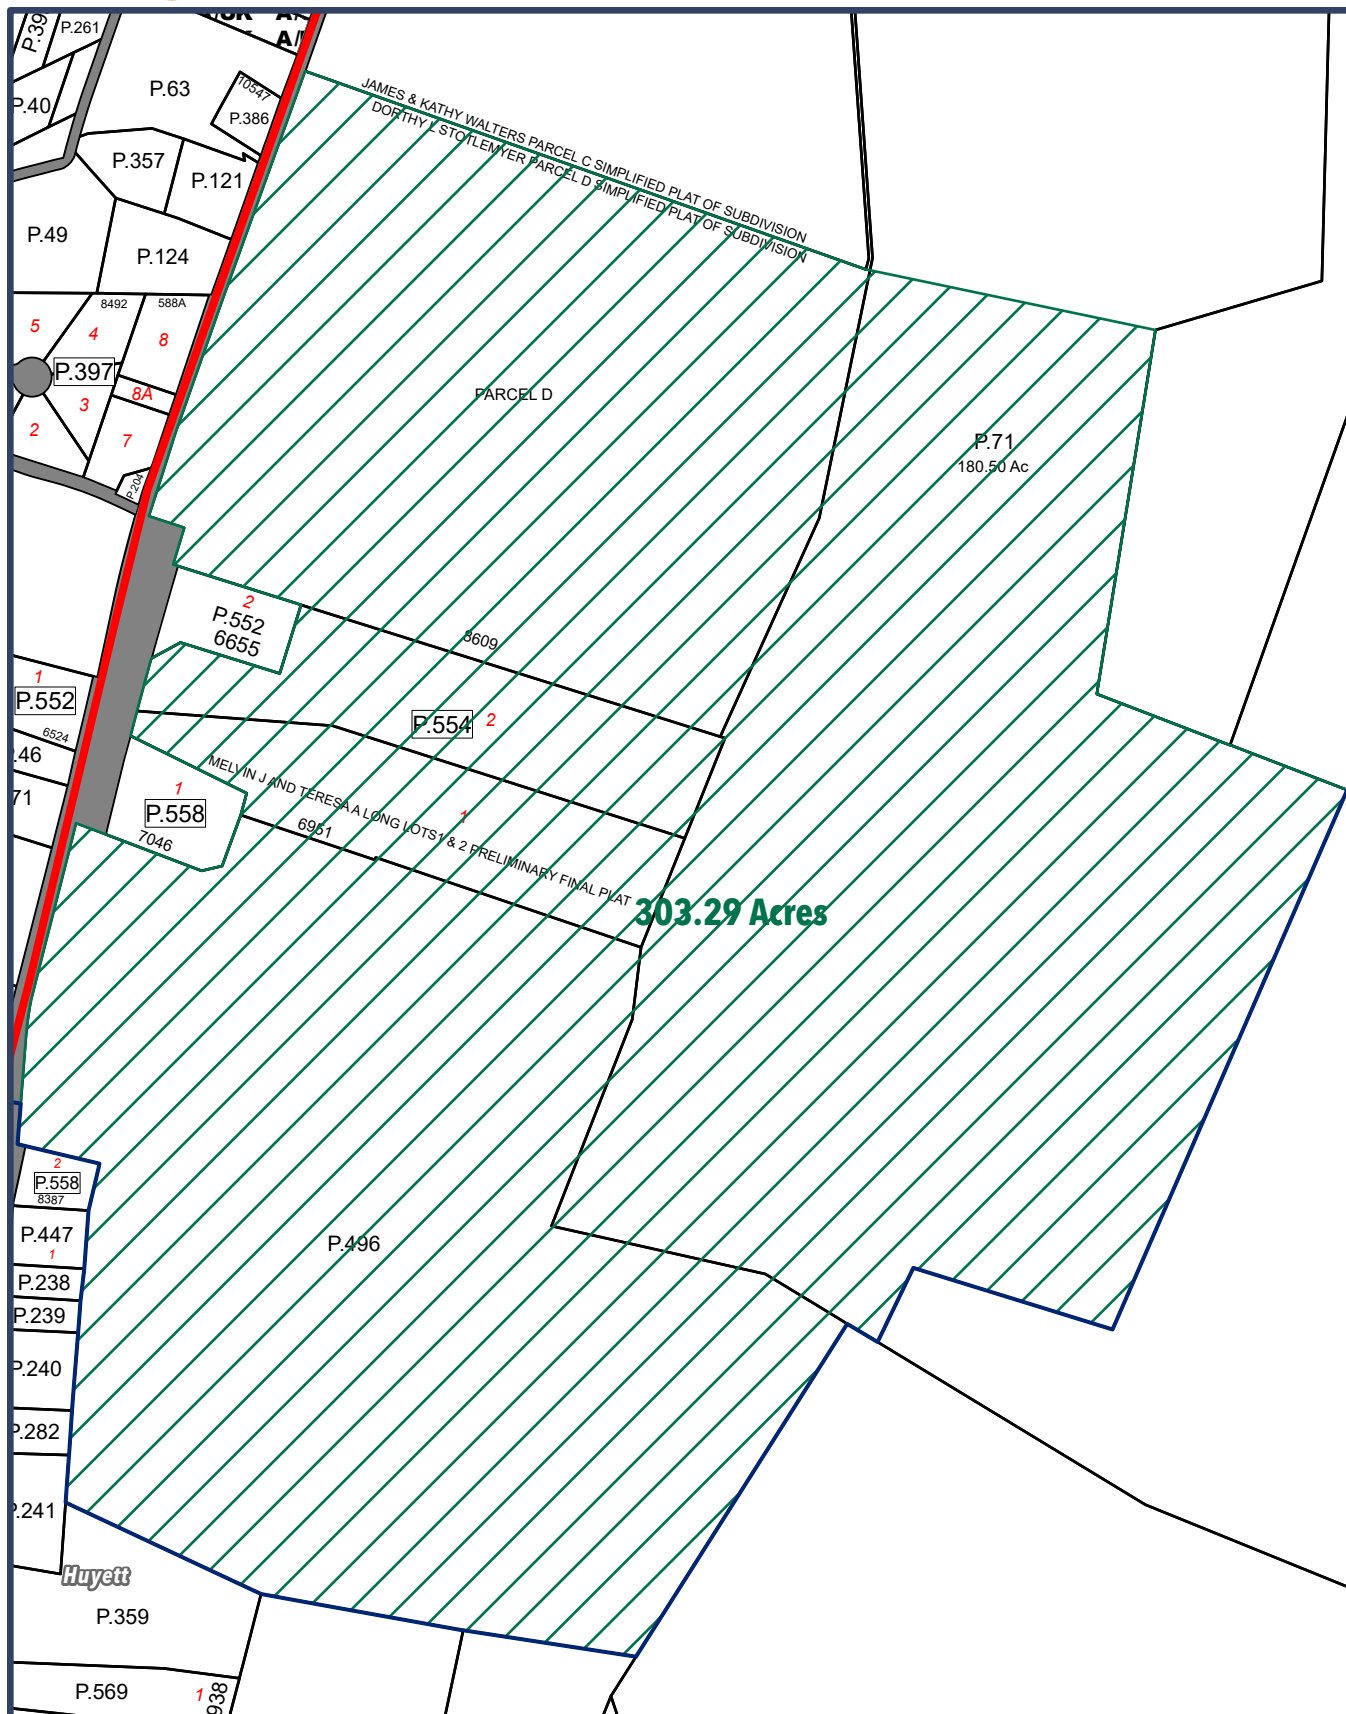 P.261
P.40
P.63
10547
P.386
P.357
P.121
P.49
P.124
JAMES & KATHY WALTERS PARCEL C SIMPLIFIED PLAT OF SUBDIVISION
DORTHY L STOTLEMYER PARCEL D SIMPLIFIED PLAT OF SUBDIVISION
5
8492
4
588A
8
P.397
8A
3
2
7
P.204
PARCEL D
P.71
180.50 Ac
2
P.552
6655
3609
1
P.552
6524
.46
71
P.554
2
1
P.558
7046
MELVIN J AND TERESA A LONG LOTS 1 & 2 PRELIMINARY FINAL PLAT
1
6951
303.29 Acres
2
P.558
8387
P.447
1
P.238
P.239
P.240
P.282
P.241
P.496
Huyett
P.359
P.569
1
938